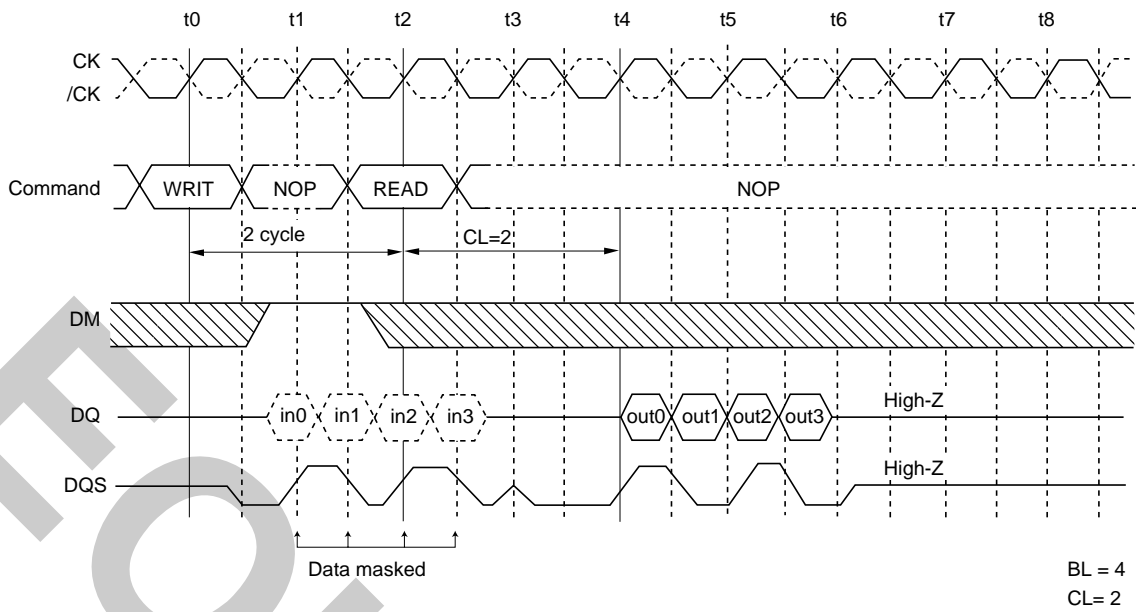 t0 t1 t2 t3 t4 t5 t6 t7 t8
CK
/CK
Command WRIT NOP READ NOP
2 cycle CL=2
DM
DQ in0 in1 in2 in3 out0 out1 out2 out3 High-Z
DQS High-Z
Data masked
BL = 4
CL= 2